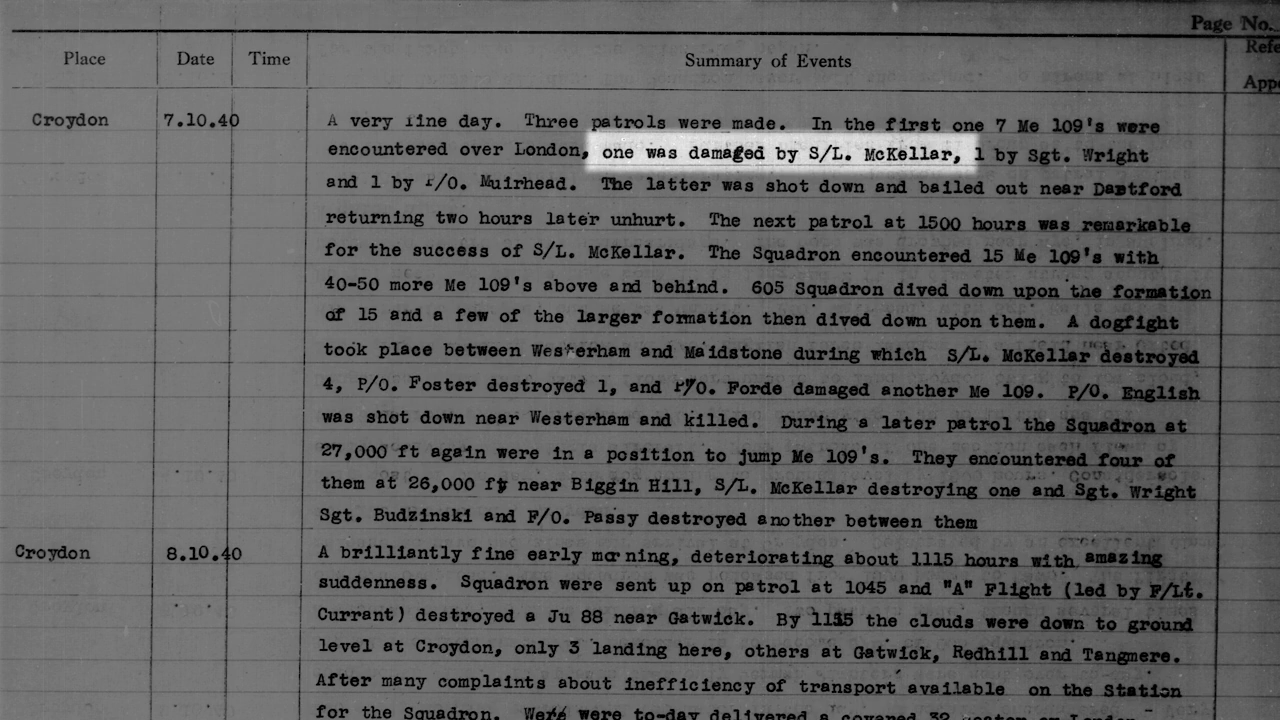 Page No.
Place Date Time Summary of Events Refe
Appe
Croydon 7.10.40 A very fine day. Three patrols were made. In the first one 7 Me 109's were
encountered over London, one was damaged by S/L. McKellar, 1 by Sgt. Wright
and 1 by F/O. Muirhead. The latter was shot down and bailed out near Dartford
returning two hours later unhurt. The next patrol at 1500 hours was remarkable
for the success of S/L. McKellar. The Squadron encountered 15 Me 109's with
40-50 more Me 109's above and behind. 605 Squadron dived down upon the formation
of 15 and a few of the larger formation then dived down upon them. A dogfight
took place between Westerham and Maidstone during which S/L. McKellar destroyed
4, P/O. Foster destroyed 1, and P/O. Forde damaged another Me 109. P/O. English
was shot down near Westerham and killed. During a later patrol the Squadron at
27,000 ft again were in a position to jump Me 109's. They encountered four of
them at 26,000 ft near Biggin Hill, S/L. McKellar destroying one and Sgt. Wright
Sgt. Budzinski and F/O. Passy destroyed another between them
Croydon 8.10.40 A brilliantly fine early morning, deteriorating about 1115 hours with amazing
suddenness. Squadron were sent up on patrol at 1045 and "A" Flight (led by F/Lt.
Currant) destroyed a Ju 88 near Gatwick. By the clouds were down to ground
level at Croydon, only 3 landing here, others at Gatwick, Redhill and Tangmere.
After many complaints about inefficiency of transport available on the Station
for the Squadron. were to-day delivered a covered